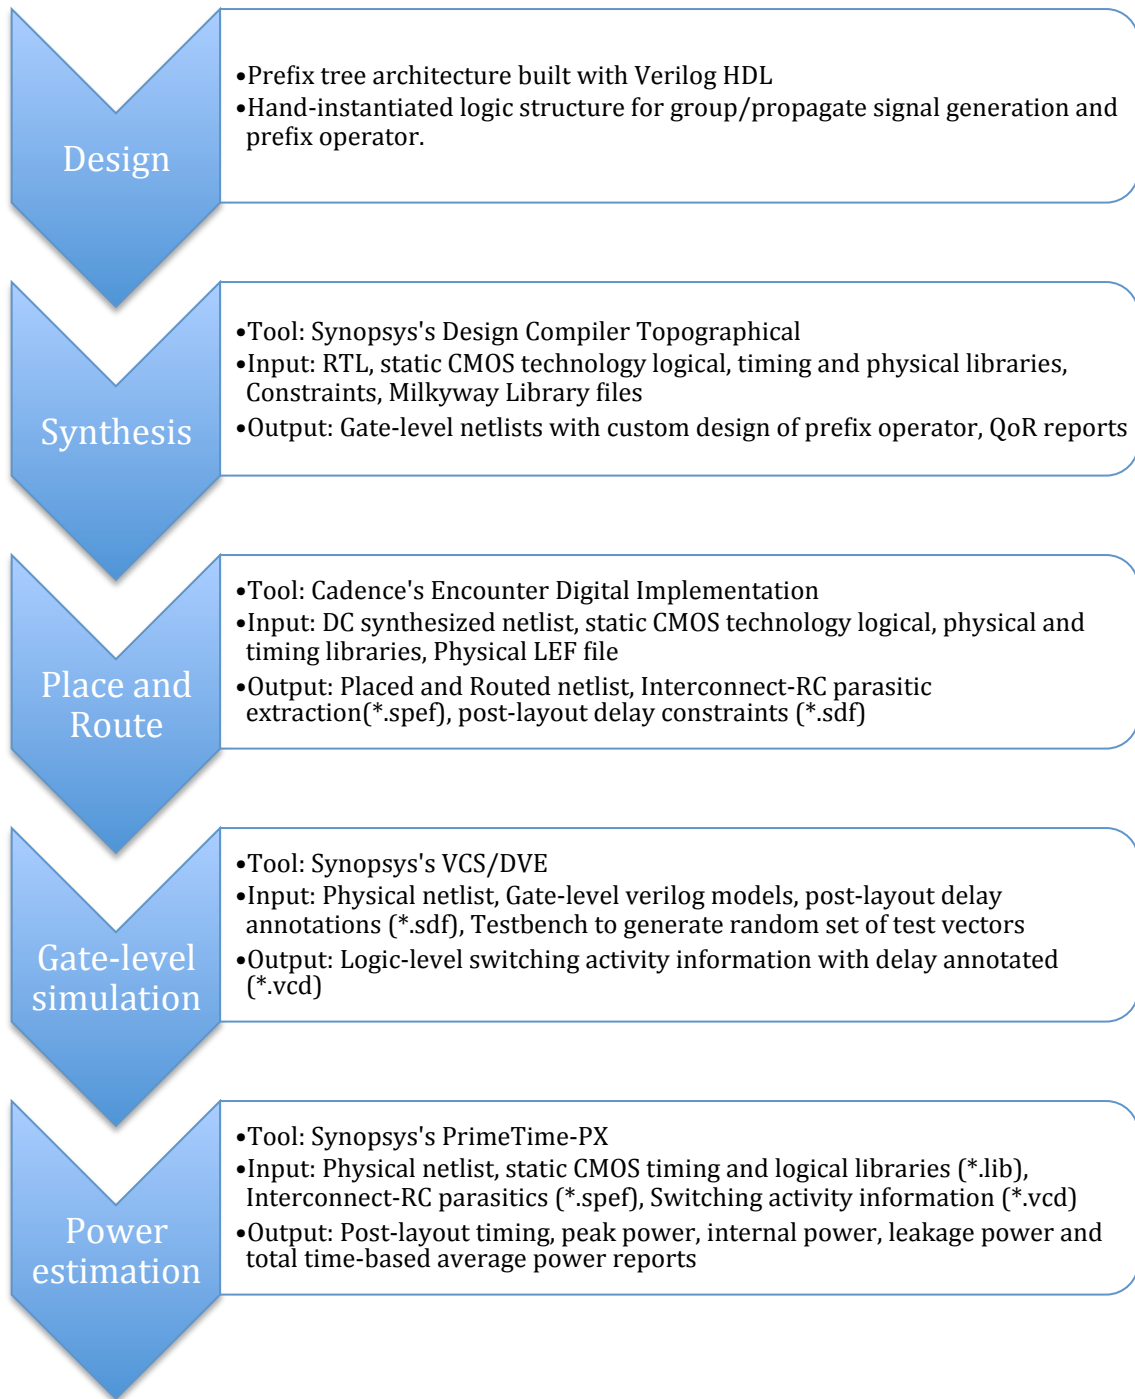 Design
•Prefix tree architecture built with Verilog HDL
•Hand-instantiated logic structure for group/propagate signal generation and
prefix operator.
Synthesis
•Tool: Synopsys's Design Compiler Topographical
•Input: RTL, static CMOS technology logical, timing and physical libraries,
Constraints, Milkyway Library files
•Output: Gate-level netlists with custom design of prefix operator, QoR reports
Place and
Route
•Tool: Cadence's Encounter Digital Implementation
•Input: DC synthesized netlist, static CMOS technology logical, physical and
timing libraries, Physical LEF file
•Output: Placed and Routed netlist, Interconnect-RC parasitic
extraction(*.spef), post-layout delay constraints (*.sdf)
Gate-level
simulation
•Tool: Synopsys's VCS/DVE
•Input: Physical netlist, Gate-level verilog models, post-layout delay
annotations (*.sdf), Testbench to generate random set of test vectors
•Output: Logic-level switching activity information with delay annotated
(*.vcd)
Power
estimation
•Tool: Synopsys's PrimeTime-PX
•Input: Physical netlist, static CMOS timing and logical libraries (*.lib),
Interconnect-RC parasitics (*.spef), Switching activity information (*.vcd)
•Output: Post-layout timing, peak power, internal power, leakage power and
total time-based average power reports